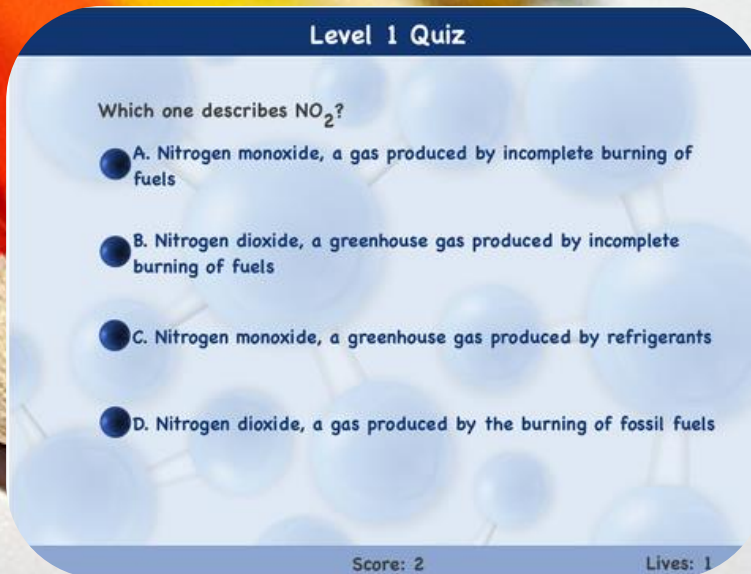 Level 1 Quiz
Which one describes NO₂?
A. Nitrogen monoxide, a gas produced by incomplete burning of
fuels
B. Nitrogen dioxide, a greenhouse gas produced by incomplete
burning of fuels
C. Nitrogen monoxide, a greenhouse gas produced by refrigerants
D. Nitrogen dioxide, a gas produced by the burning of fossil fuels
Score: 2 Lives: 1